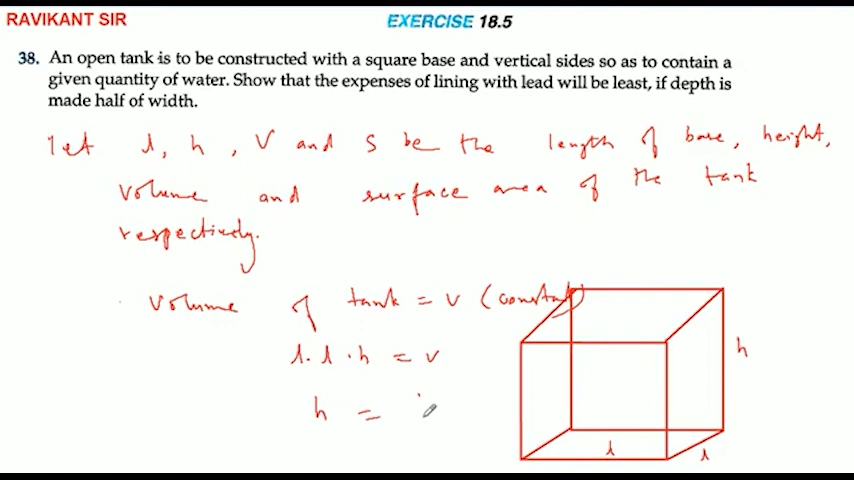 RAVIKANT SIR
EXERCISE 18.5
38. An open tank is to be constructed with a square base and vertical sides so as to contain a
given quantity of water. Show that the expenses of lining with lead will be least, if depth is
made half of width.
let l, h, V and S be the length of base, height,
volume and surface area of the tank
respectively.
Volume of tank = V (constant)
l. l . h = V
h =
h
l
l